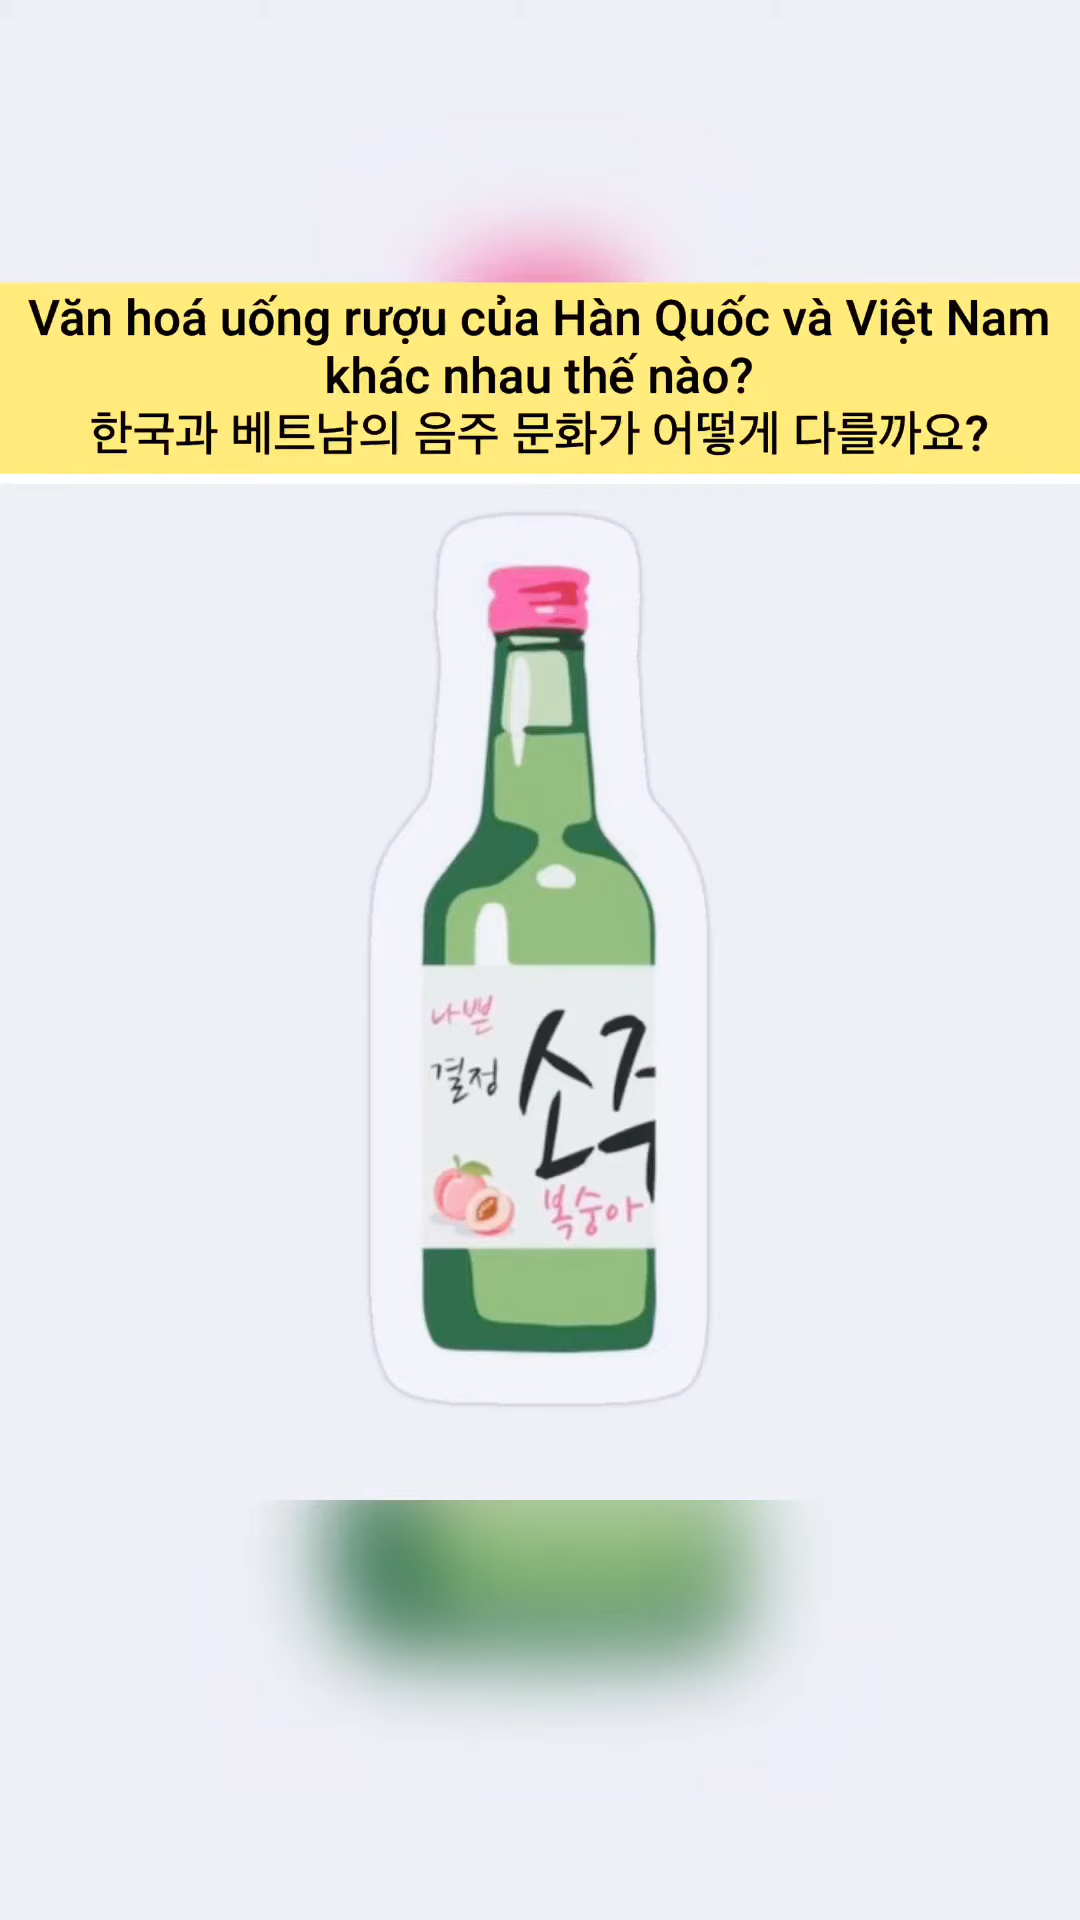 Văn hoá uống rượu của Hàn Quốc và Việt Nam
khác nhau thế nào?
한국과 베트남의 음주 문화가 어떻게 다를까요?
나쁜
결정
소주
복숭아